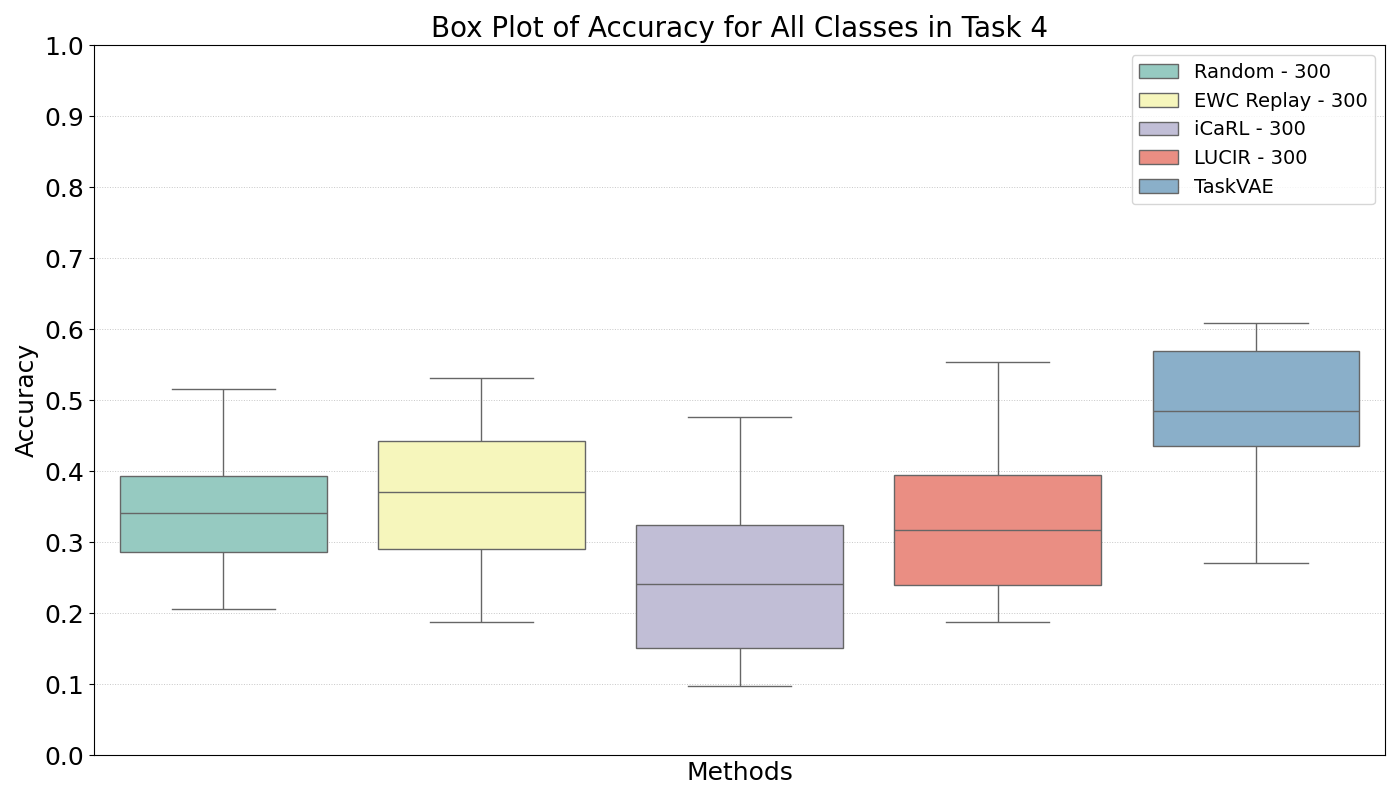 Box Plot of Accuracy for All Classes in Task 4
1.0
0.9
0.8
0.7
0.6
0.5
0.4
0.3
0.2
0.1
0.0
Accuracy
Methods
Random - 300
EWC Replay - 300
iCaRL - 300
LUCIR - 300
TaskVAE